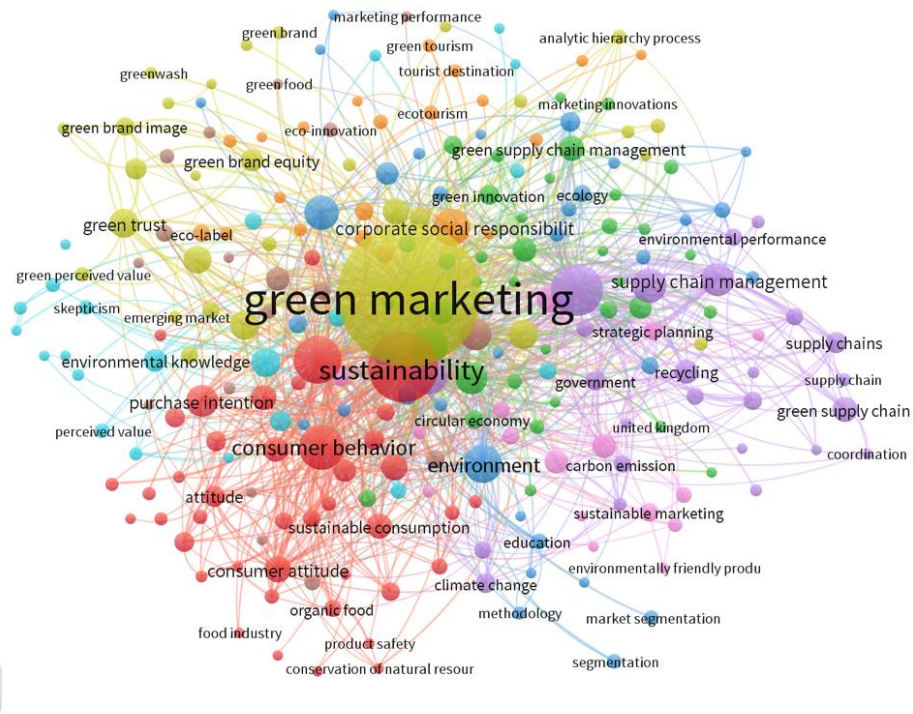 marketing performance
green brand
green tourism
analytic hierarchy process
greenwash
tourist destination
green food
ecotourism
marketing innovations
green brand image
eco-innovation
green supply chain management
green brand equity
green innovation
ecology
green trust
eco-label
corporate social responsibilit
environmental performance
green perceived value
supply chain management
green marketing
skepticism
emerging market
strategic planning
supply chains
environmental knowledge
sustainability
government
recycling
supply chain
purchase intention
green supply chain
circular economy
perceived value
united kingdom
consumer behavior
coordination
environment
carbon emission
attitude
sustainable marketing
sustainable consumption
education
consumer attitude
environmentally friendly produ
climate change
organic food
methodology
market segmentation
food industry
product safety
segmentation
conservation of natural resour